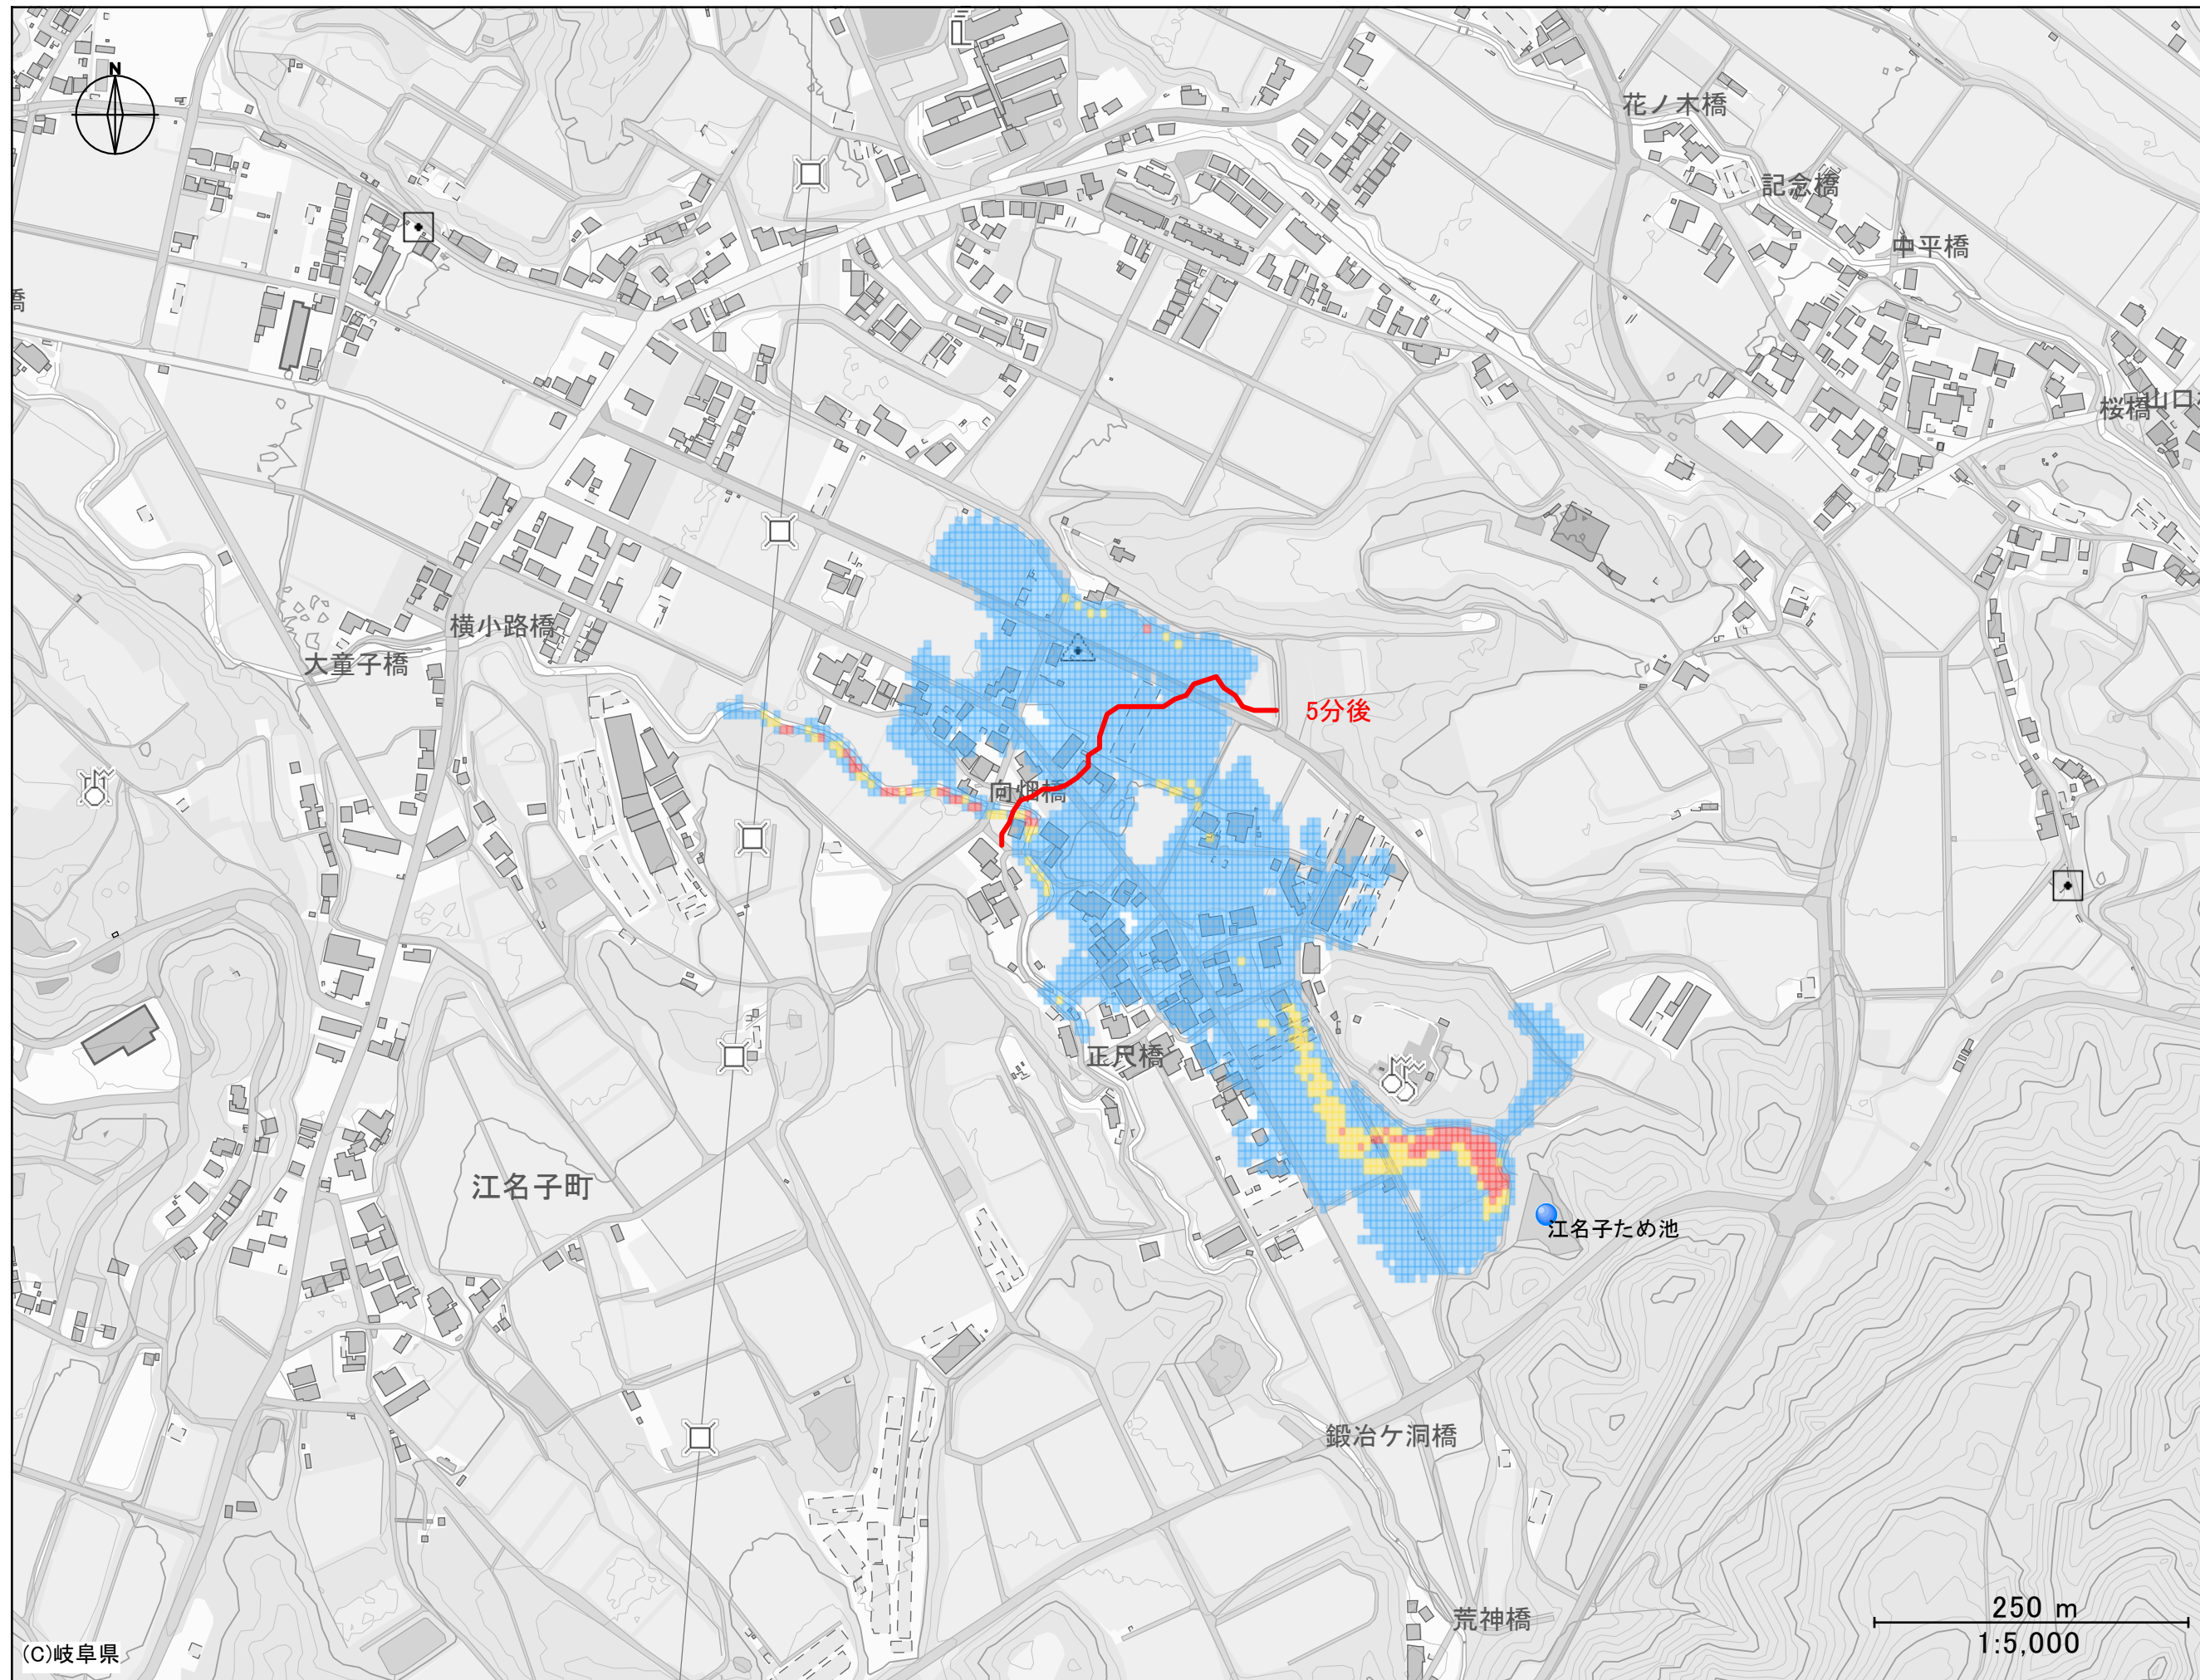 N
花ノ木橋
記念橋
中平橋
橋
桜橋
山口
横小路橋
大童子橋
5分後
向畑橋
正尺橋
江名子町
江名子ため池
鍛冶ケ洞橋
荒神橋
250 m
1:5,000
(C)岐阜県